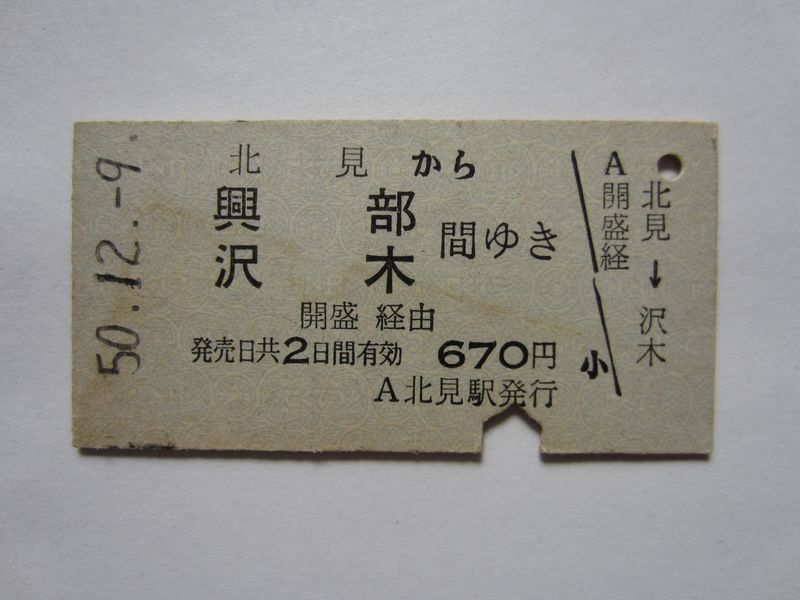 50.12.-9.
北見から
興部
沢木
間ゆき
開盛 経由
発売日共2日間有効 670円
A北見駅発行
小
A開盛経
北見→沢木